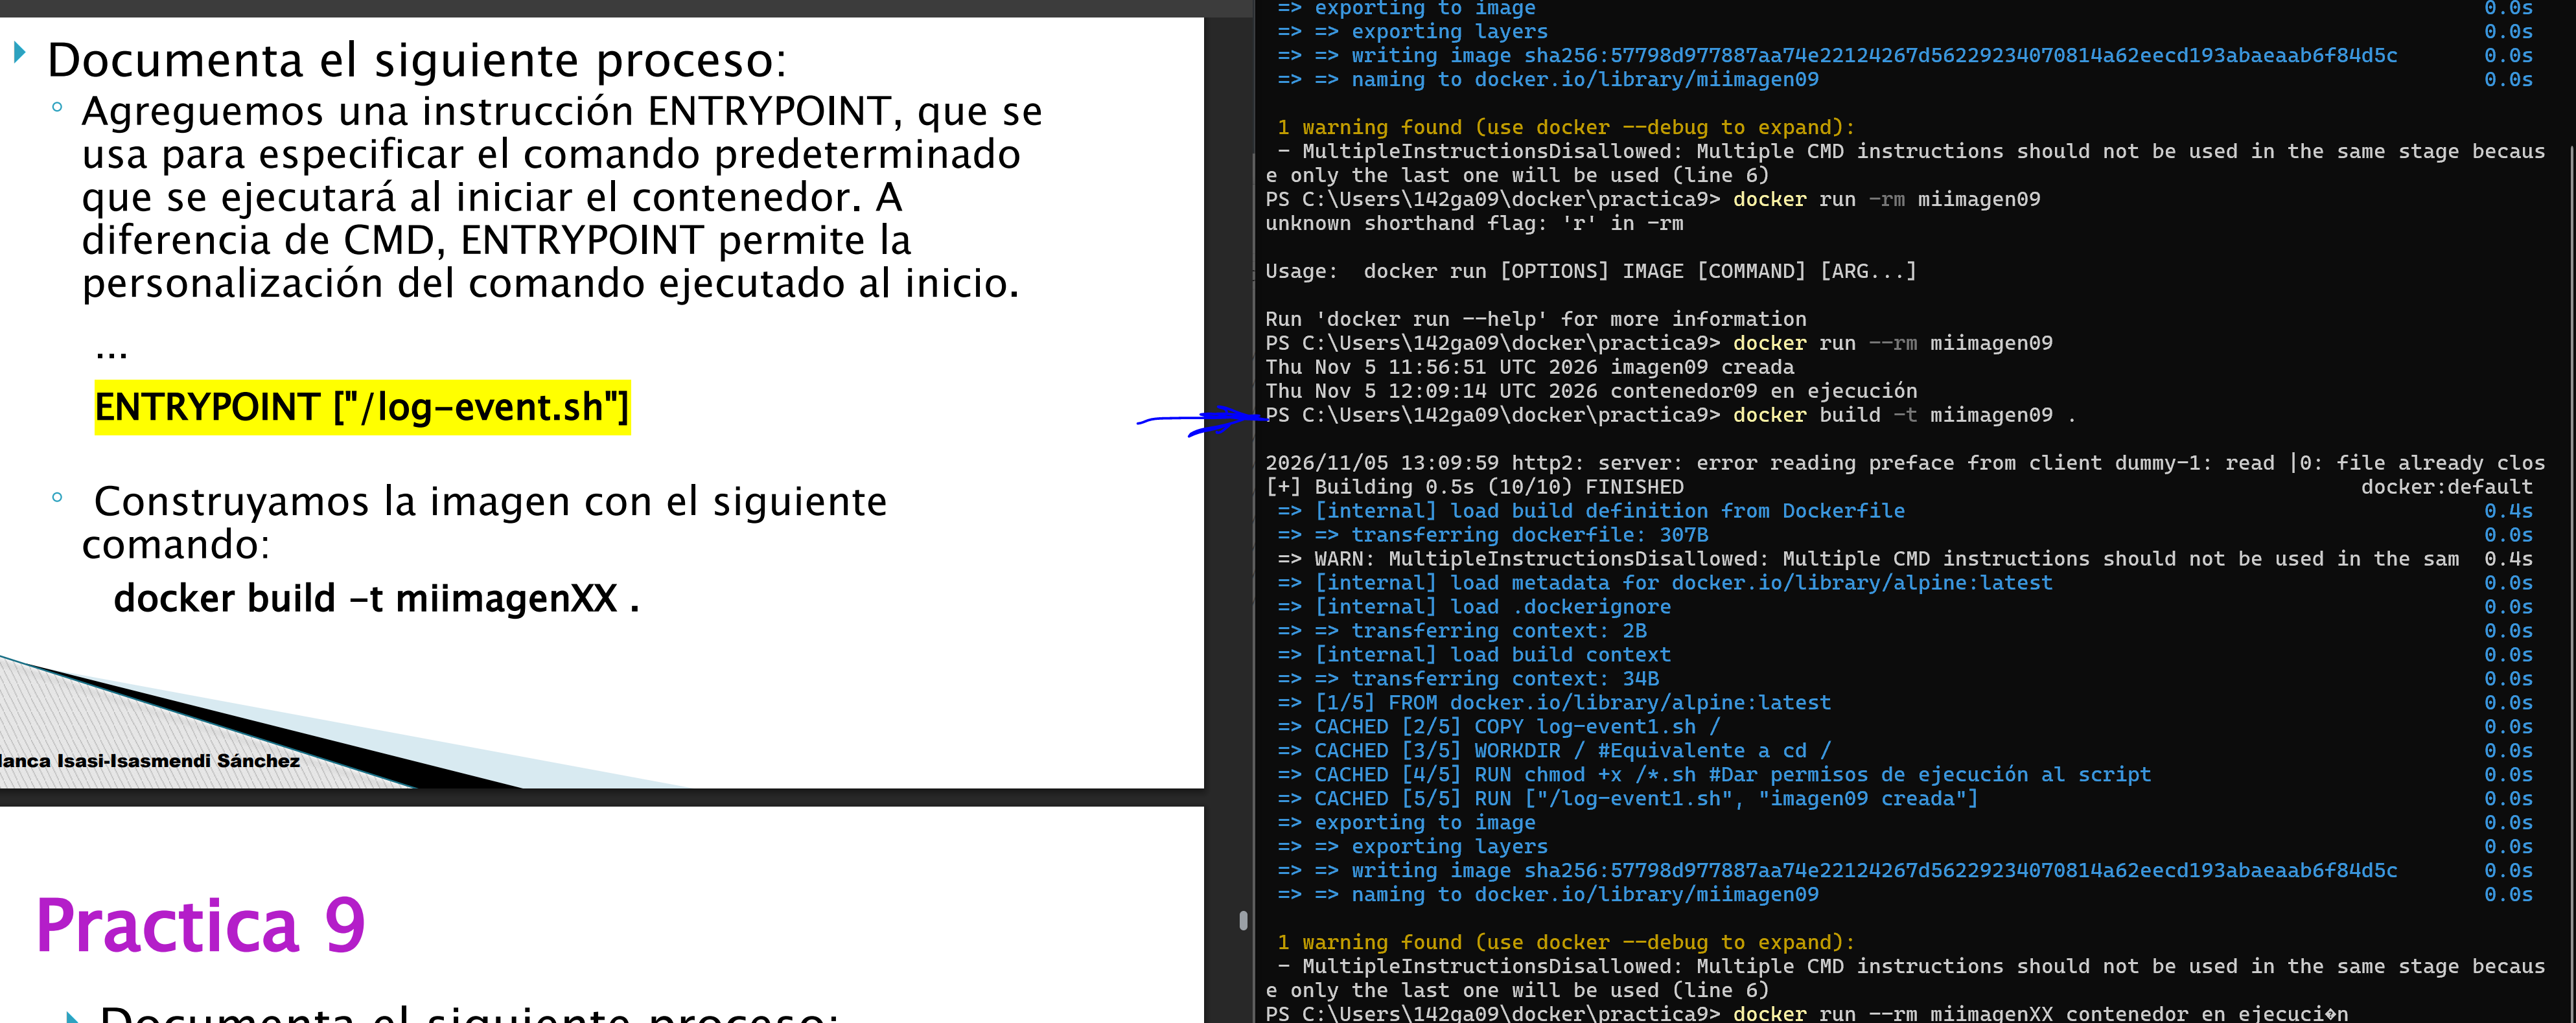 Documenta el siguiente proceso:
Agreguemos una instrucción ENTRYPOINT, que se
usa para especificar el comando predeterminado
que se ejecutará al iniciar el contenedor. A
diferencia de CMD, ENTRYPOINT permite la
personalización del comando ejecutado al inicio.
...
ENTRYPOINT ["/log-event.sh"]
Construyamos la imagen con el siguiente
comando:
docker build -t miimagenXX .
lanca Isasi-Isasmendi Sánchez
Practica 9
Documenta el siguiente proceso:
=> exporting to image 0.0s
=> => exporting layers 0.0s
=> => writing image sha256:57798d977887aa74e22124267d5622923407081​4a62eecd193abaeaab6f84d5c 0.0s
=> => naming to docker.io/library/miimagen09 0.0s
1 warning found (use docker --debug to expand):
- MultipleInstructionsDisallowed: Multiple CMD instructions should not be used in the same stage becaus
e only the last one will be used (line 6)
PS C:\Users\142ga09\docker\practica9> docker run -rm miimagen09
unknown shorthand flag: 'r' in -rm
Usage:  docker run [OPTIONS] IMAGE [COMMAND] [ARG...]
Run 'docker run --help' for more information
PS C:\Users\142ga09\docker\practica9> docker run --rm miimagen09
Thu Nov 5 11:56:51 UTC 2026 imagen09 creada
Thu Nov 5 12:09:14 UTC 2026 contenedor09 en ejecución
PS C:\Users\142ga09\docker\practica9> docker build -t miimagen09 .
2026/11/05 13:09:59 http2: server: error reading preface from client dummy-1: read |0: file already clos
[+] Building 0.5s (10/10) FINISHED docker:default
=> [internal] load build definition from Dockerfile 0.4s
=> => transferring dockerfile: 307B 0.0s
=> WARN: MultipleInstructionsDisallowed: Multiple CMD instructions should not be used in the sam 0.4s
=> [internal] load metadata for docker.io/library/alpine:latest 0.0s
=> [internal] load .dockerignore 0.0s
=> => transferring context: 2B 0.0s
=> [internal] load build context 0.0s
=> => transferring context: 34B 0.0s
=> [1/5] FROM docker.io/library/alpine:latest 0.0s
=> CACHED [2/5] COPY log-event1.sh / 0.0s
=> CACHED [3/5] WORKDIR / #Equivalente a cd / 0.0s
=> CACHED [4/5] RUN chmod +x /*.sh #Dar permisos de ejecución al script 0.0s
=> CACHED [5/5] RUN ["/log-event1.sh", "imagen09 creada"] 0.0s
=> exporting to image 0.0s
=> => exporting layers 0.0s
=> => writing image sha256:57798d977887aa74e22124267d56229234070814a62eecd193abaeaab6f84d5c 0.0s
=> => naming to docker.io/library/miimagen09 0.0s
1 warning found (use docker --debug to expand):
- MultipleInstructionsDisallowed: Multiple CMD instructions should not be used in the same stage becaus
e only the last one will be used (line 6)
PS C:\Users\142ga09\docker\practica9> docker run --rm miimagenXX contenedor en ejecuci�n